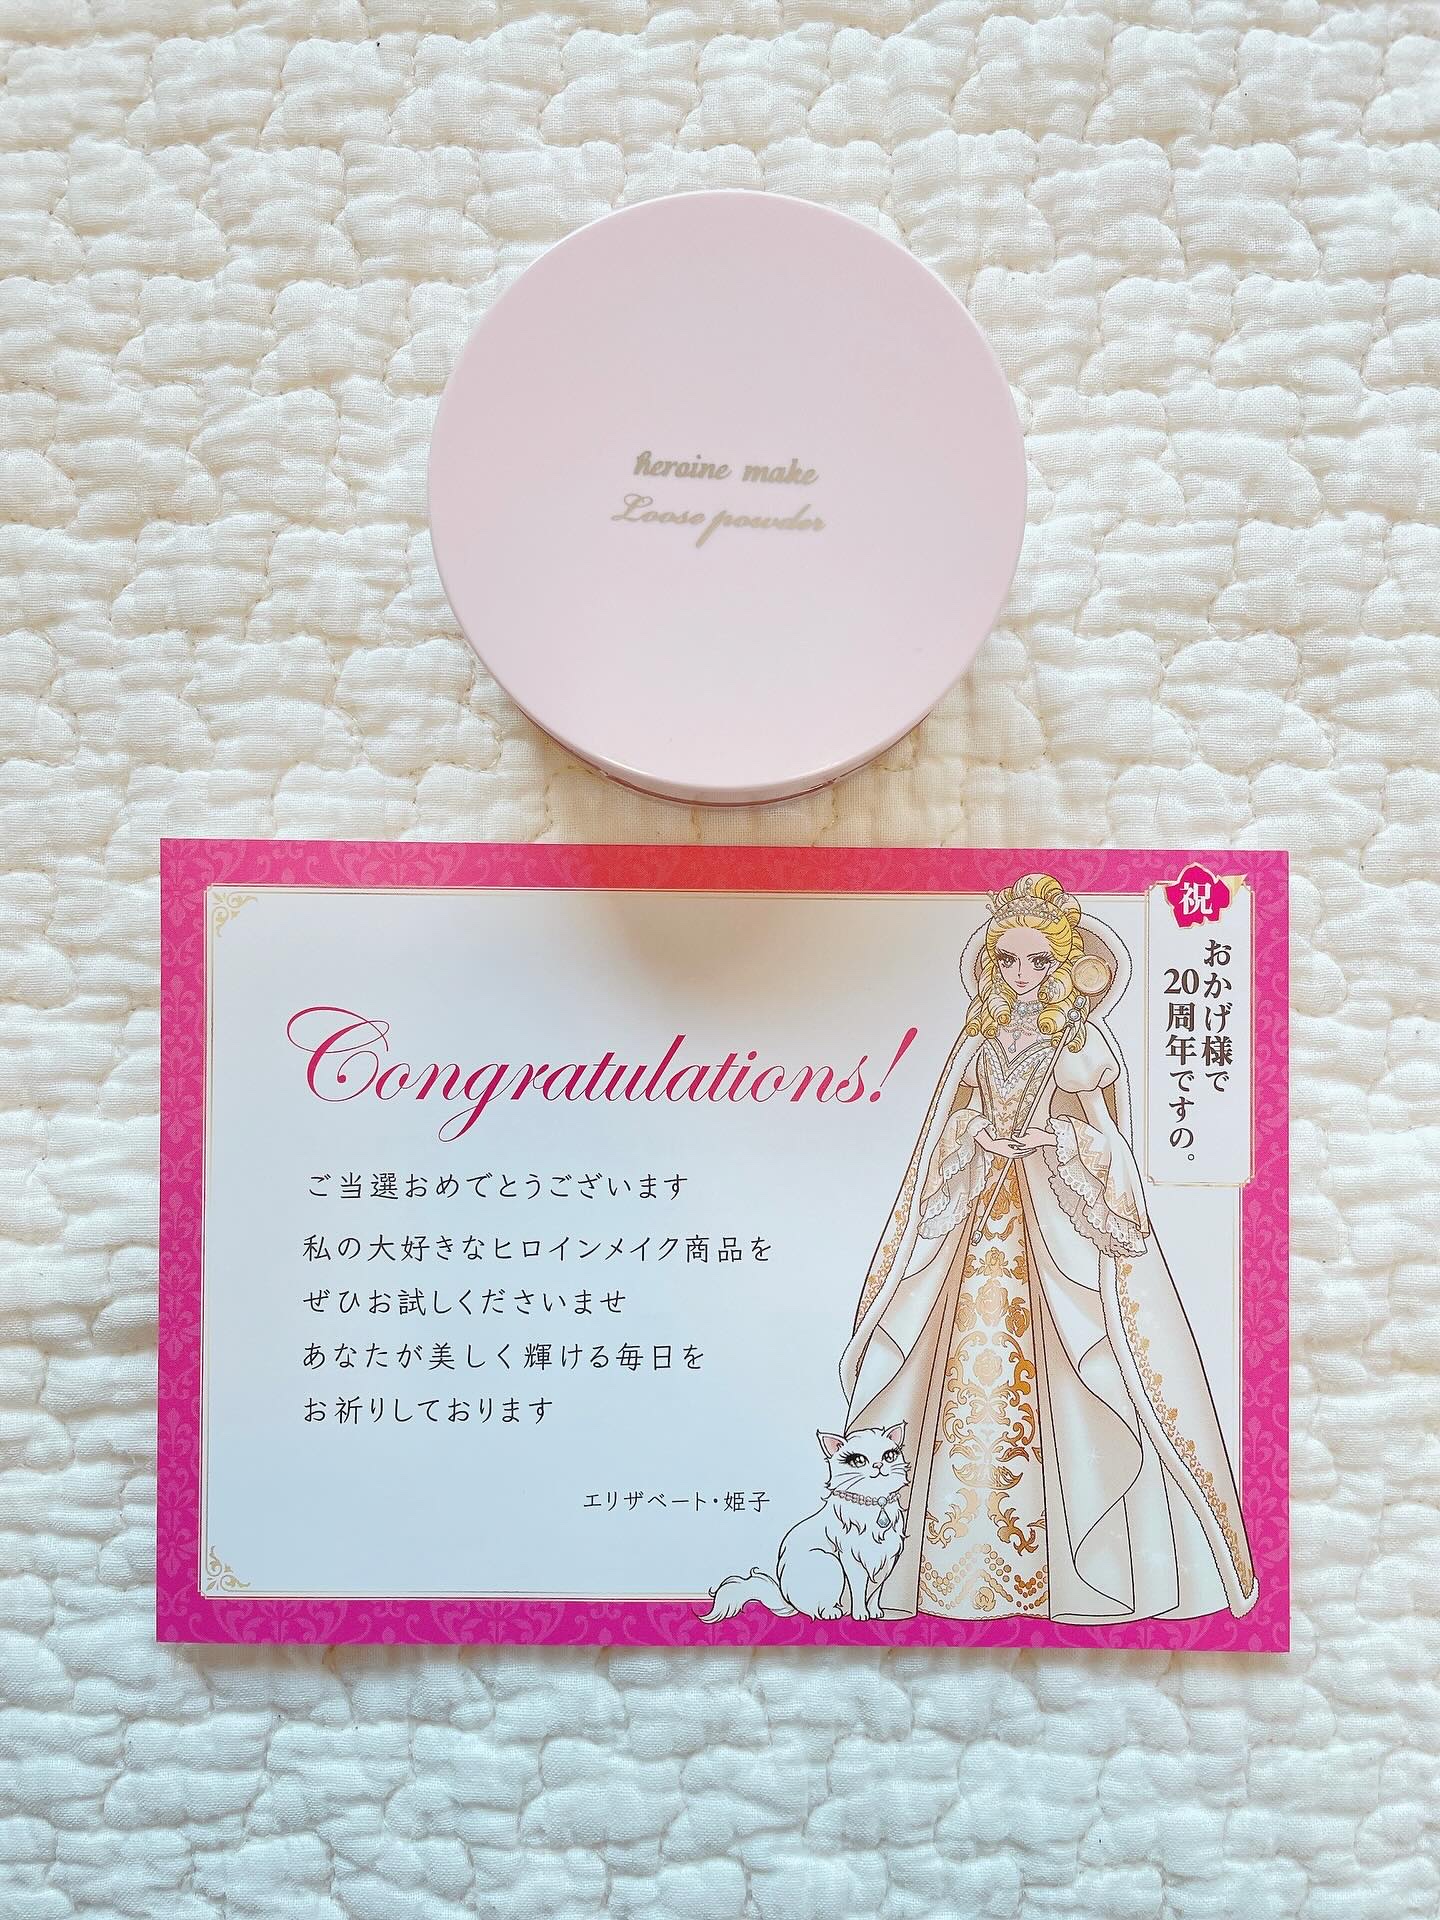 heroine make
Loose powder
祝
おかげ様で
20周年ですの。
Congratulations!
ご当選おめでとうございます
私の大好きなヒロインメイク商品を
ぜひお試しくださいませ
あなたが美しく輝ける毎日を
お祈りしております
エリザベート・姫子